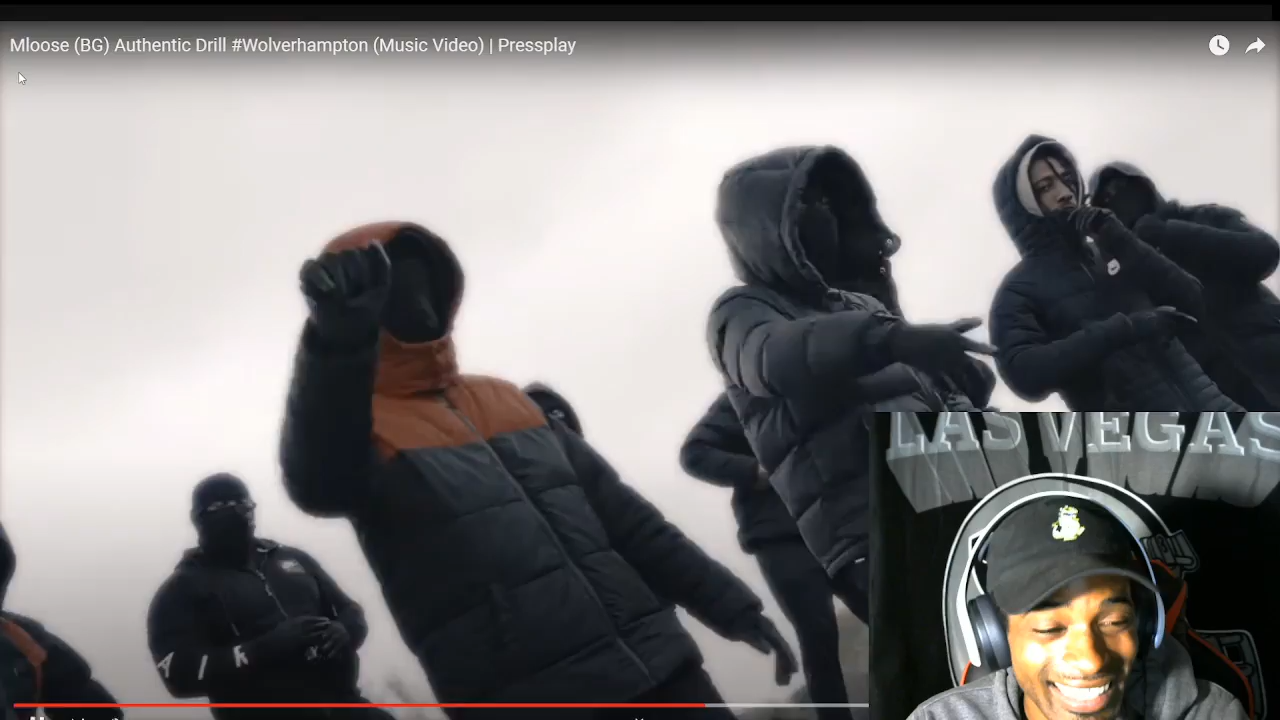 Mloose (BG) Authentic Drill #Wolverhampton (Music Video) | Pressplay
LAS VEGAS